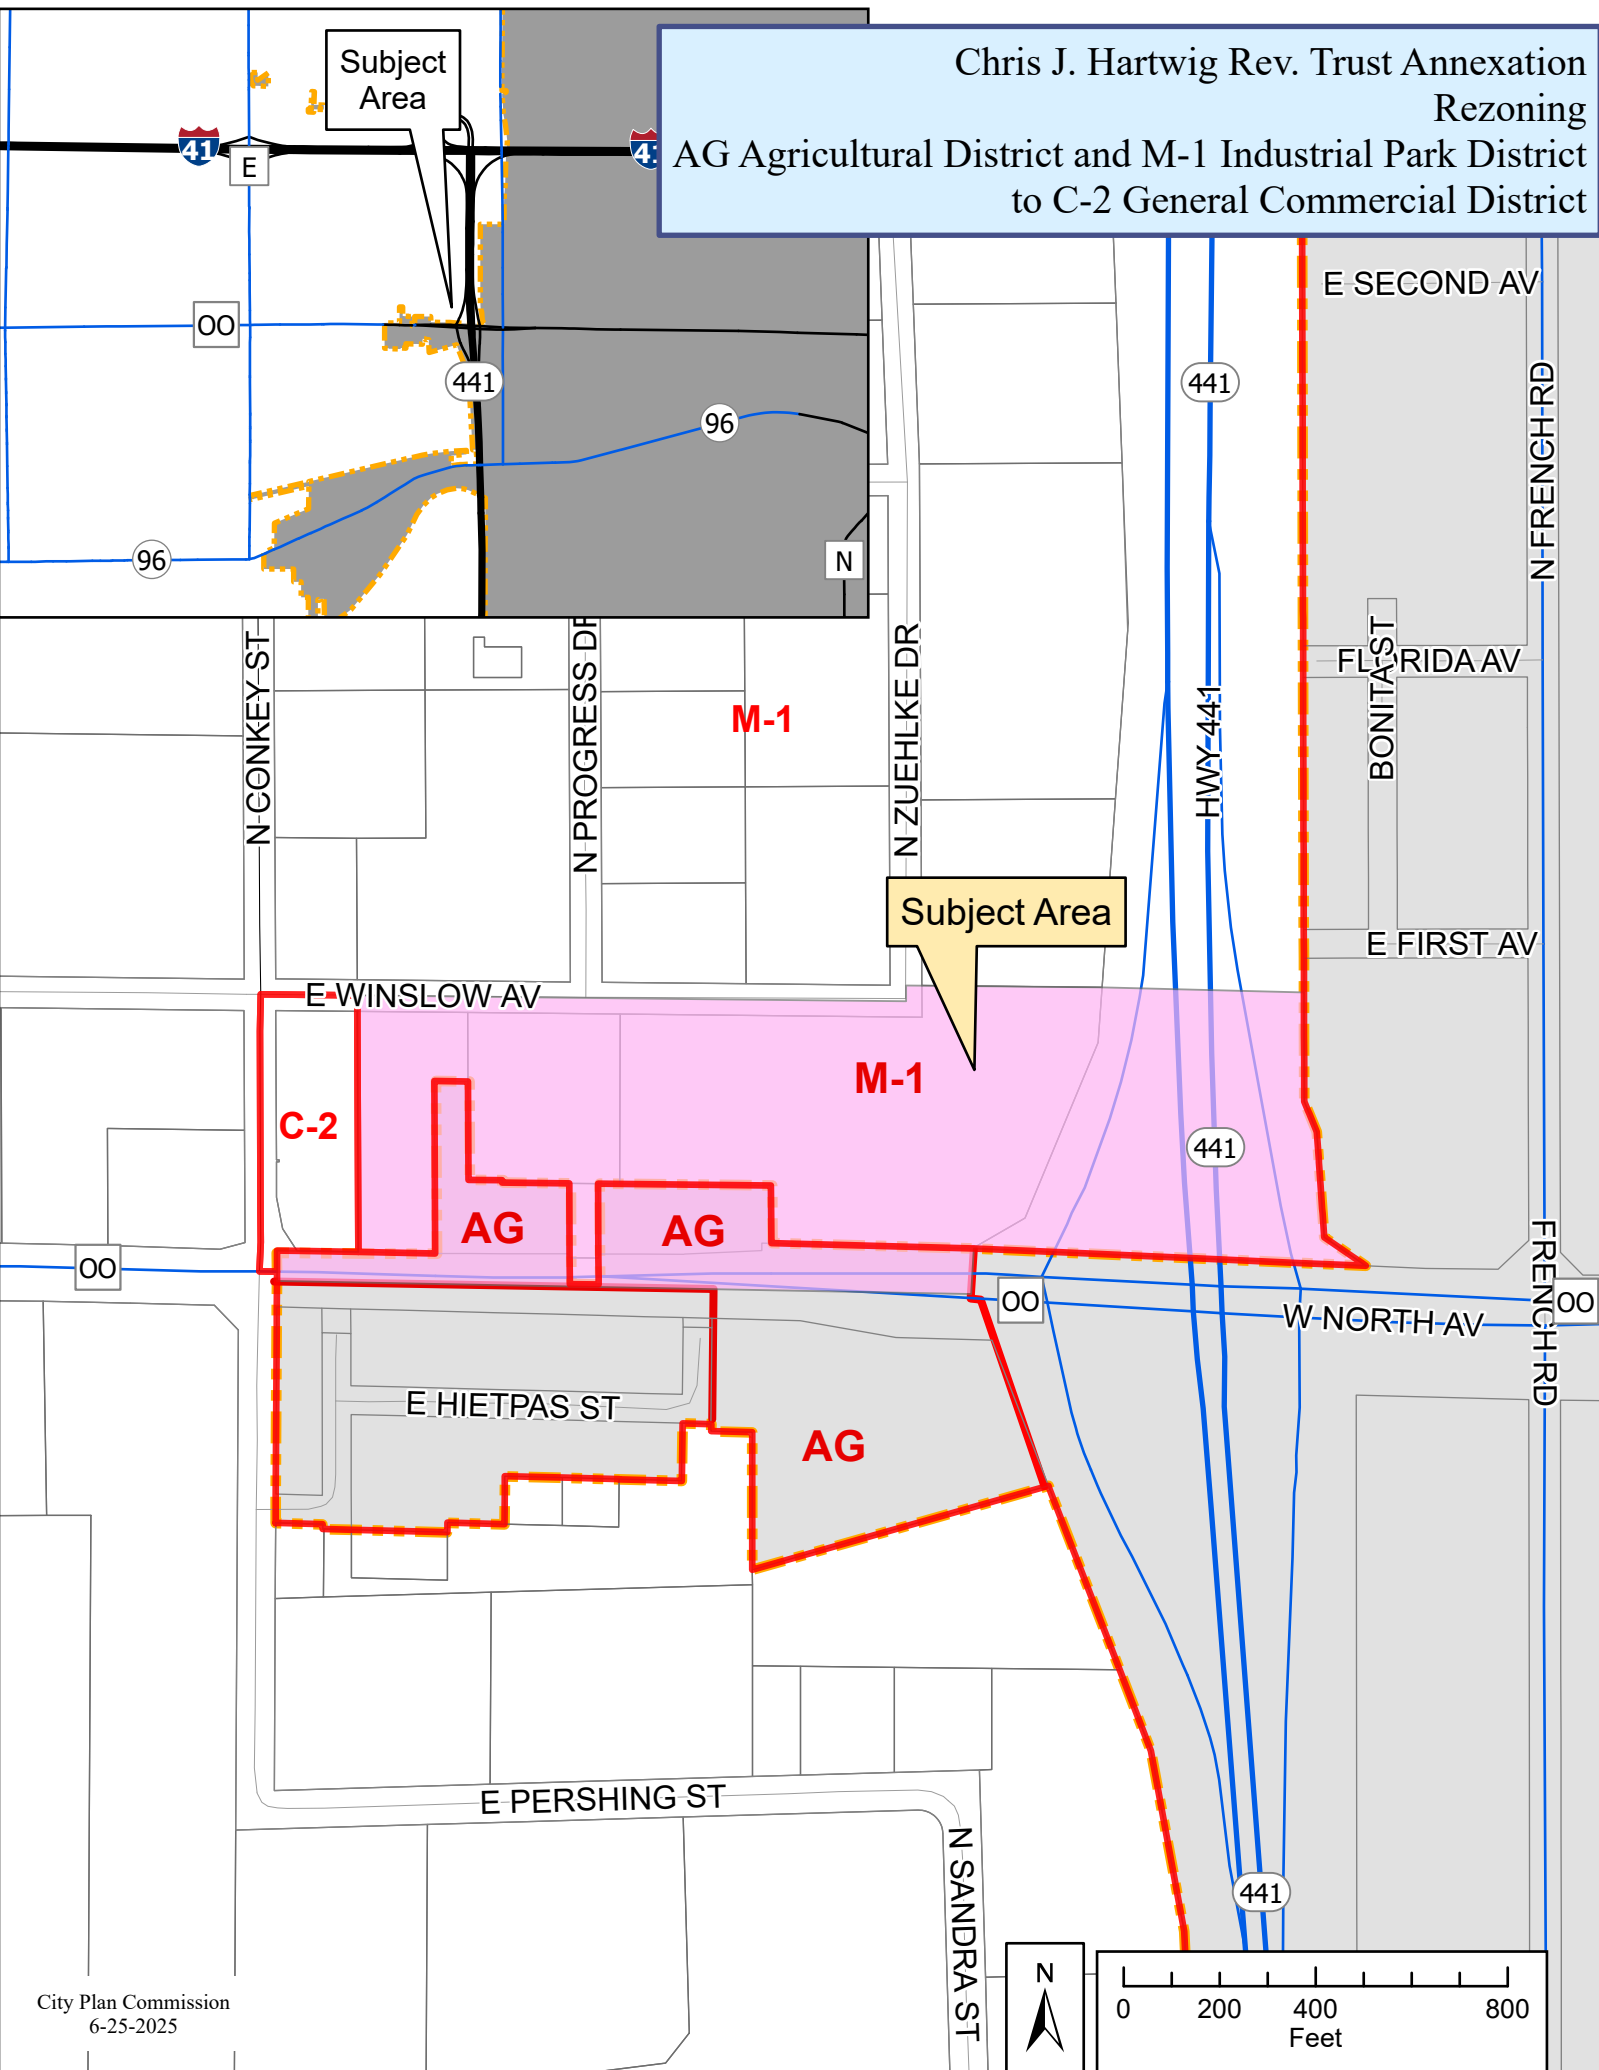 Chris J. Hartwig Rev. Trust Annexation
Rezoning
AG Agricultural District and M-1 Industrial Park District
to C-2 General Commercial District
Subject
Area
41
E
41
OO
441
96
96
N
E SECOND AV
441
N FRENCH RD
N CONKEY ST
N PROGRESS DR
N ZUEHLKE DR
M-1
HWY 441
FLORIDA AV
BONITA ST
Subject Area
E FIRST AV
E WINSLOW AV
M-1
C-2
441
AG
AG
OO
OO
OO
W NORTH AV
FRENCH RD
E HIETPAS ST
AG
E PERSHING ST
N SANDRA ST
441
City Plan Commission
6-25-2025
N
0 200 400 800
Feet